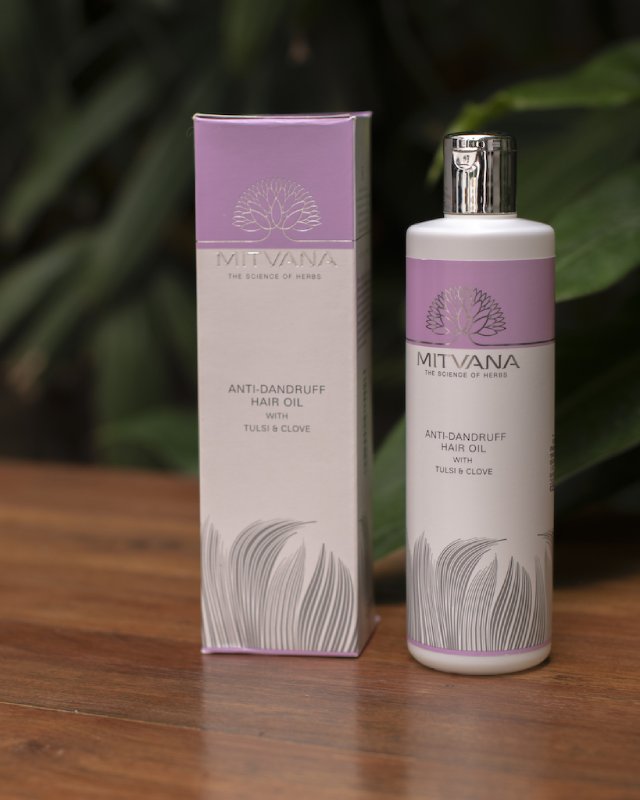 MITVANA
THE SCIENCE OF HERBS
ANTI-DANDRUFF
HAIR OIL
WITH
TULSI & CLOVE
MITVANA
THE SCIENCE OF HERBS
ANTI-DANDRUFF
HAIR OIL
WITH
TULSI & CLOVE